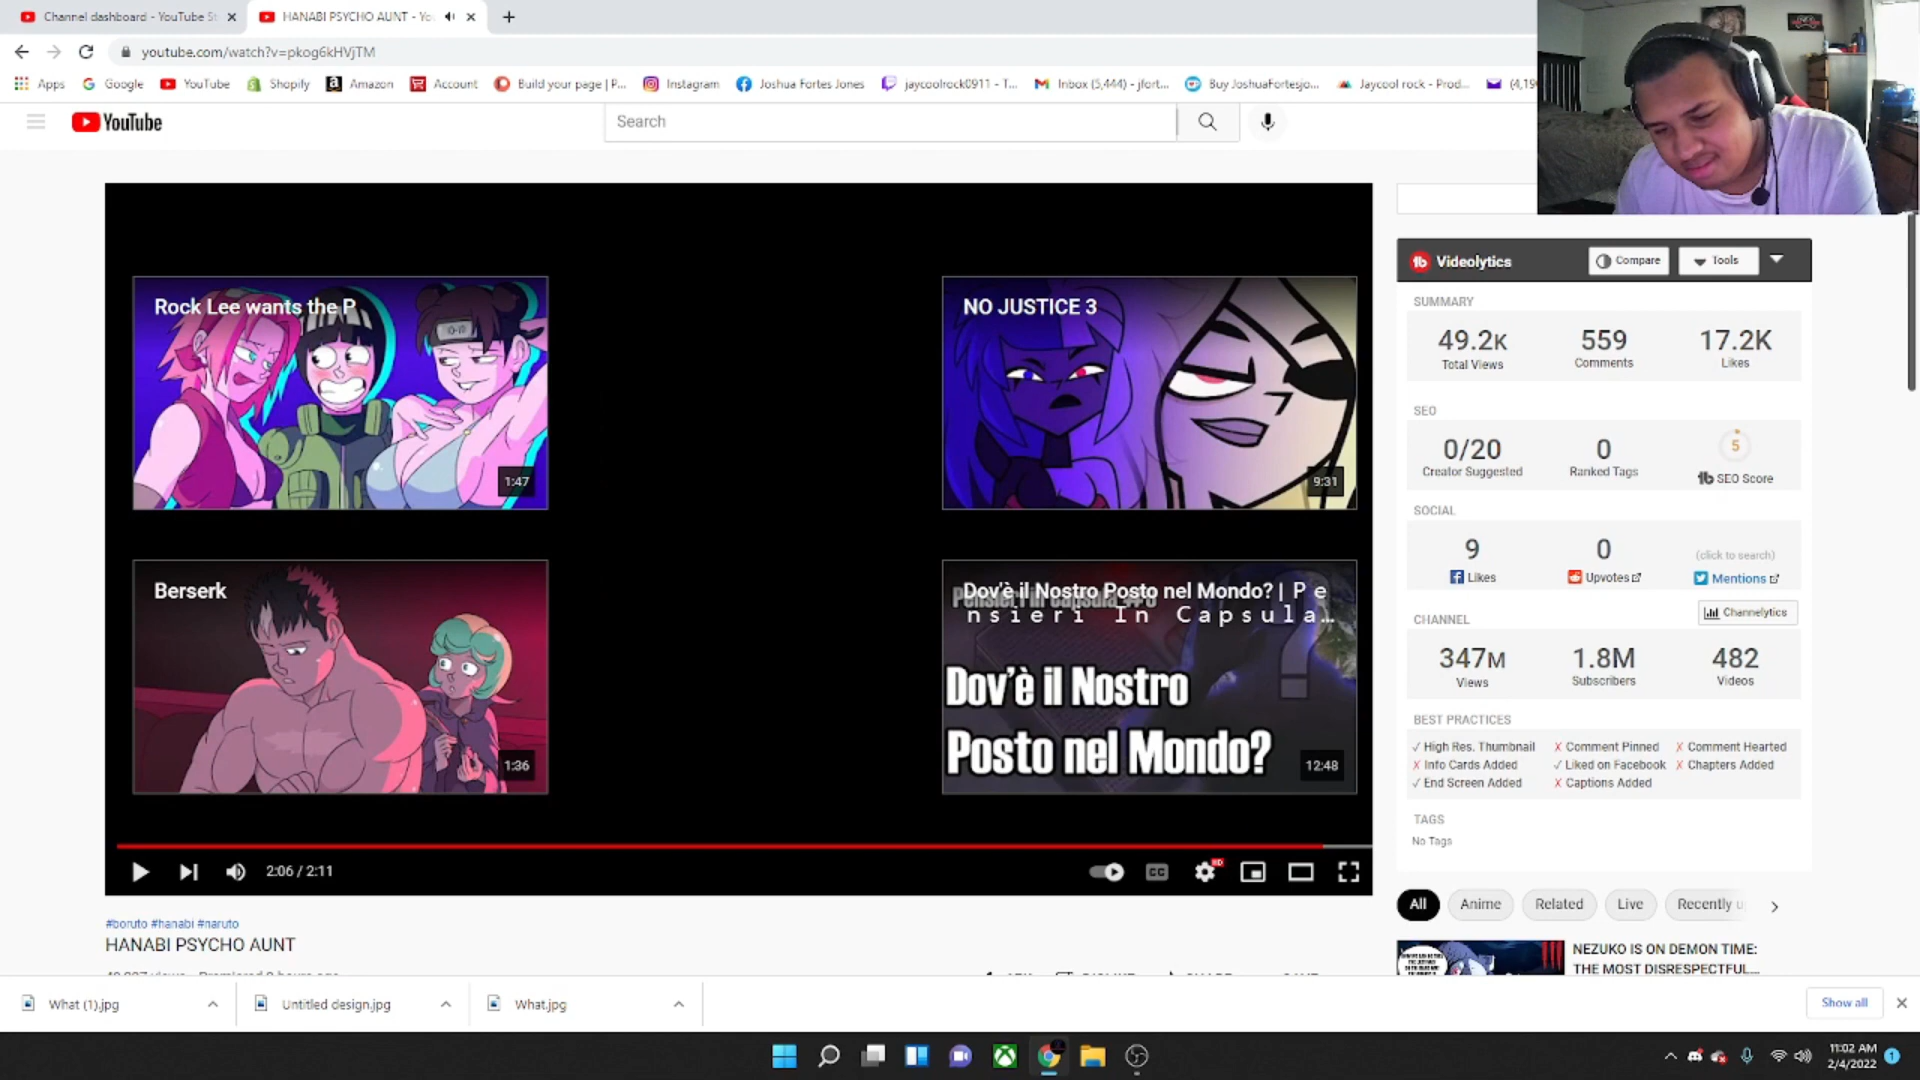 Channel dashboard - YouTube St
HANABI PSYCHO AUNT - Yo
youtube.com/watch?v=pkog6kHVjTM
Apps
Google
YouTube
Shopify
Amazon
Account
Build your page | P...
Instagram
Joshua Fortes Jones
jaycoolrock0911 - T...
Inbox (5,444) - jfort...
Buy JoshuaFortesjo...
Jaycool rock - Prod...
YouTube
Search
Rock Lee wants the P
1:47
NO JUSTICE 3
9:31
Berserk
1:36
Dov'è il Nostro Posto nel Mondo? | P e
n s i e r i I n C a p s u l a ...
Dov'è il Nostro
Posto nel Mondo?
12:48
2:06 / 2:11
CC
HD
#boruto #hanabi #naruto
HANABI PSYCHO AUNT
Videolytics
Compare
Tools
SUMMARY
49.2K
Total Views
559
Comments
17.2K
Likes
SEO
0/20
Creator Suggested
0
Ranked Tags
5
SEO Score
SOCIAL
9
Likes
0
Upvotes
(click to search)
Mentions
CHANNEL
Channelytics
347M
Views
1.8M
Subscribers
482
Videos
BEST PRACTICES
✓ High Res. Thumbnail
✗ Comment Pinned
✗ Comment Hearted
✗ Info Cards Added
✓ Liked on Facebook
✗ Chapters Added
✓ End Screen Added
✗ Captions Added
TAGS
No Tags
All
Anime
Related
Live
Recently u
NEZUKO IS ON DEMON TIME:
THE MOST DISRESPECTFUL...
What (1).jpg
Untitled design.jpg
What.jpg
Show all
11:02 AM
2/4/2022
1